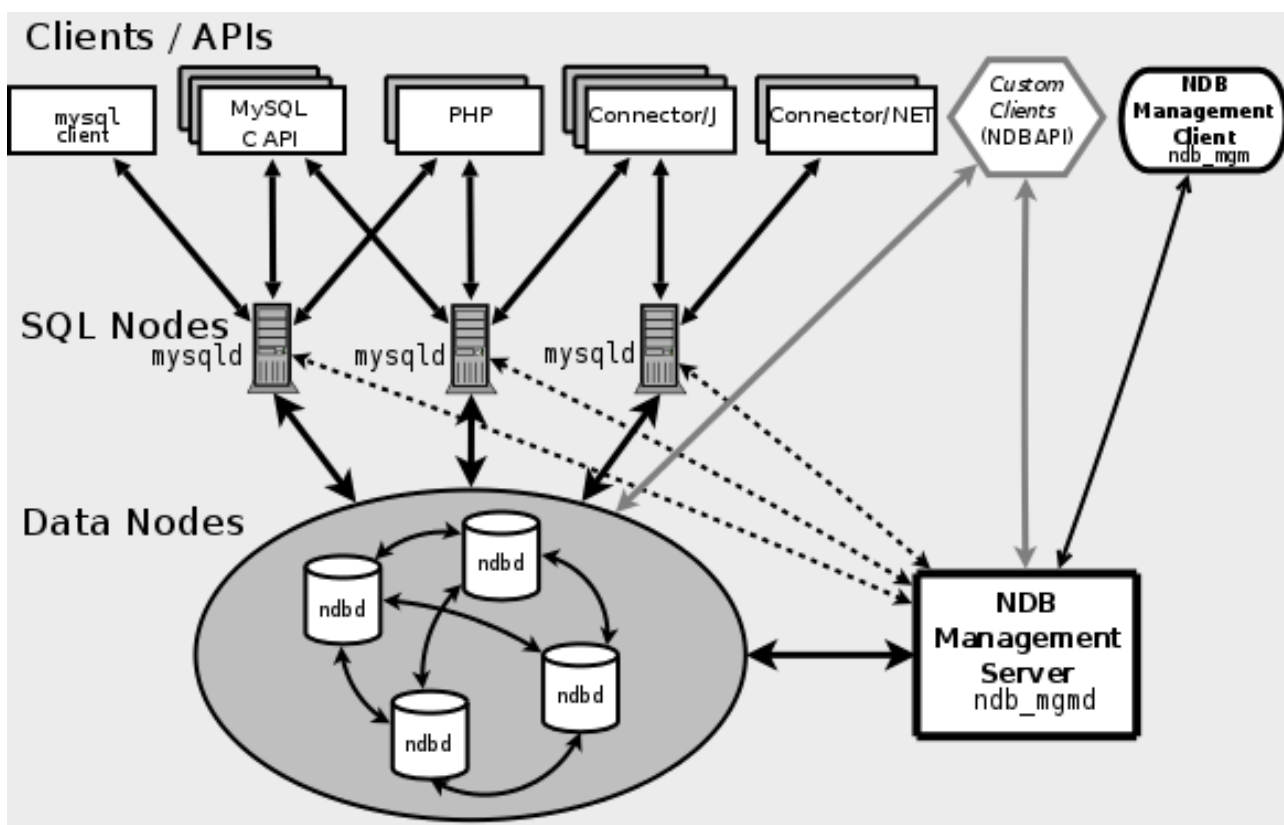 Clients / APIs
mysql
client
MySQL
C API
PHP
Connector/J
Connector/NET
Custom
Clients
(NDBAPI)
NDB
Management
Client
ndb_mgm
SQL Nodes
mysqld
mysqld
mysqld
Data Nodes
ndbd
ndbd
ndbd
ndbd
NDB
Management
Server
ndb_mgmd